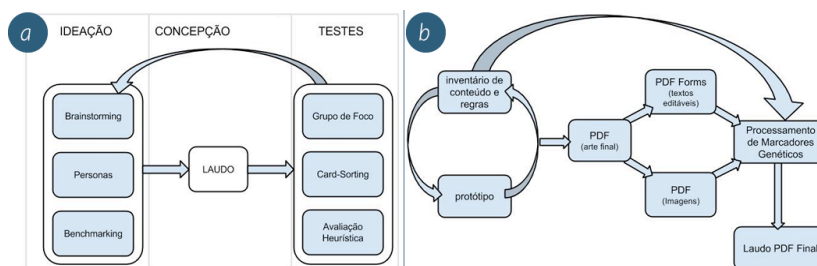 a
IDEAÇÃO
CONCEPÇÃO
TESTES
Brainstorming
Personas
Benchmarking
LAUDO
Grupo de Foco
Card-Sorting
Avaliação
Heurística
b
inventário de
conteúdo e
regras
protótipo
PDF
(arte final)
PDF Forms
(textos
editáveis)
PDF
(Imagens)
Processamento
de Marcadores
Genéticos
Laudo PDF Final